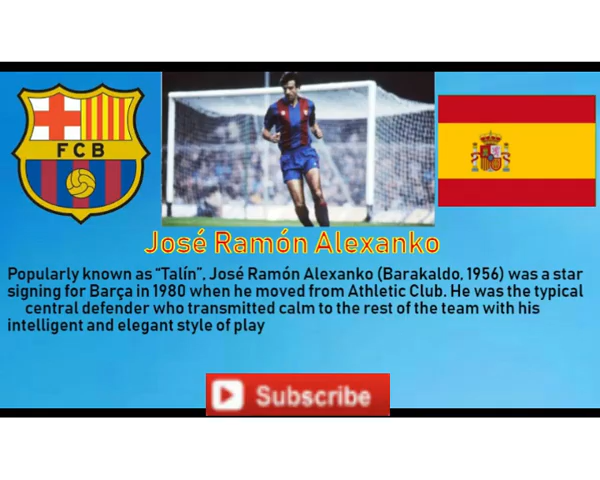 FCB
José Ramón Alexanko
Popularly known as “Talín”, José Ramón Alexanko (Barakaldo, 1956) was a star
signing for Barça in 1980 when he moved from Athletic Club. He was the typical
central defender who transmitted calm to the rest of the team with his
intelligent and elegant style of play
Subscribe